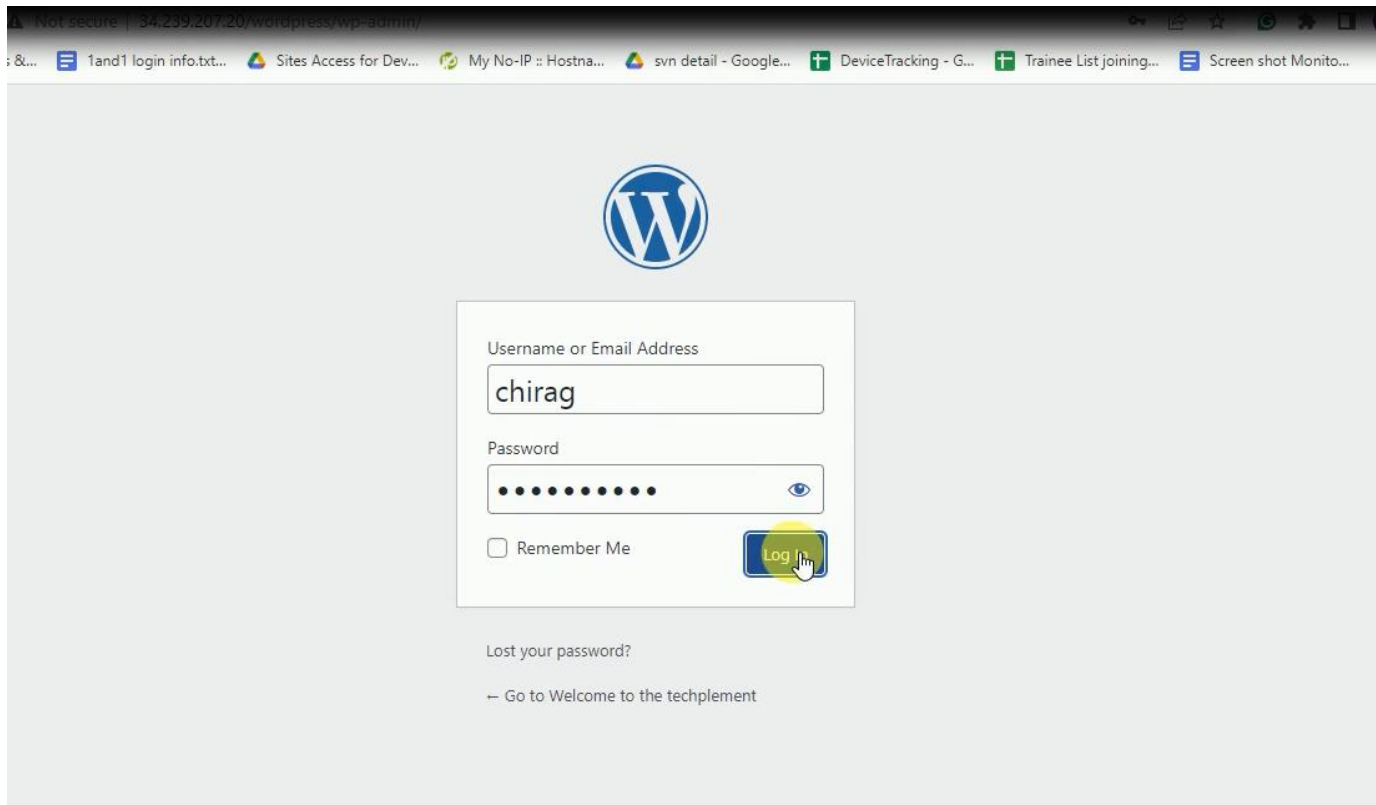 Not secure | 34.239.207.20/wordpress/wp-admin/
s &... 1and1 login info.txt... Sites Access for Dev... My No-IP :: Hostna... svn detail - Google... DeviceTracking - G... Trainee List joining... Screen shot Monito...
W
Username or Email Address
chirag
Password
••••••••••
Remember Me
Log In
Lost your password?
← Go to Welcome to the techplement